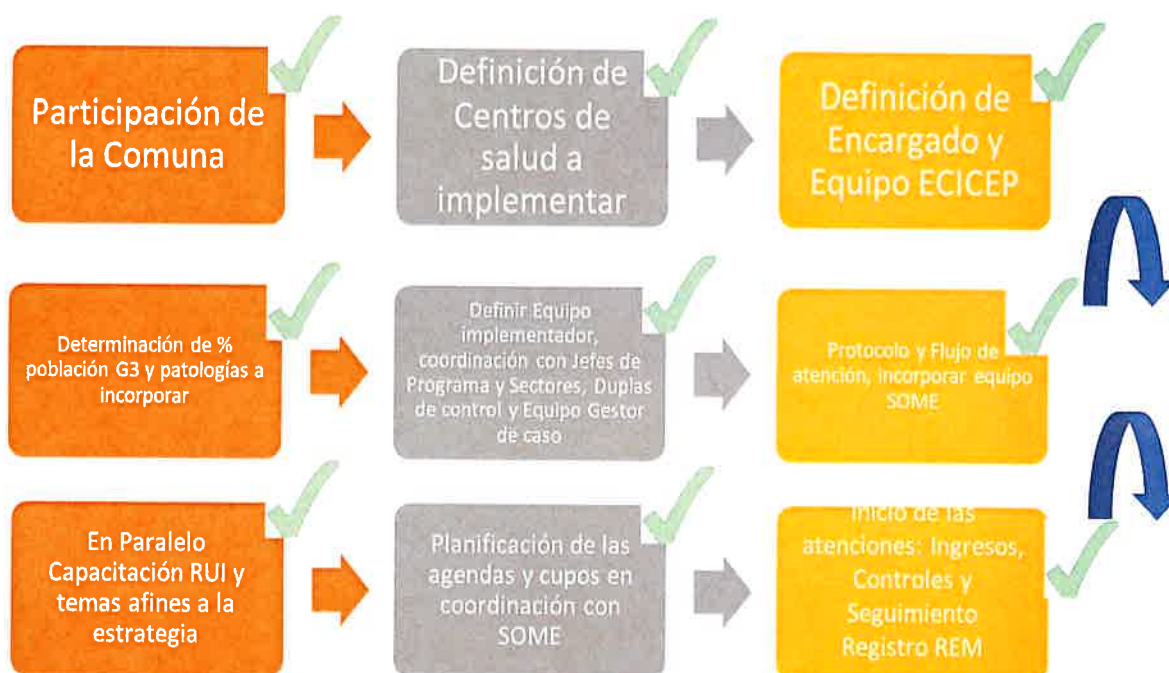 Participación de
la Comuna
Definición de
Centros de
salud a
implementar
Definición de
Encargado y
Equipo ECICEP
Determinación de %
población G3 y patologías a
incorporar
Definir Equipo
implementador,
coordinación con Jefes de
Programa y Sectores, Duplas
de control y Equipo Gestor
de caso
Protocolo y Flujo de
atención, incorporar equipo
SOME
En Paralelo
Capacitación RUI y
temas afines a la
estrategia
Planificación de las
agendas y cupos en
coordinación con
SOME
Inicio de las
atenciones: Ingresos,
Controles y
Seguimiento
Registro REM